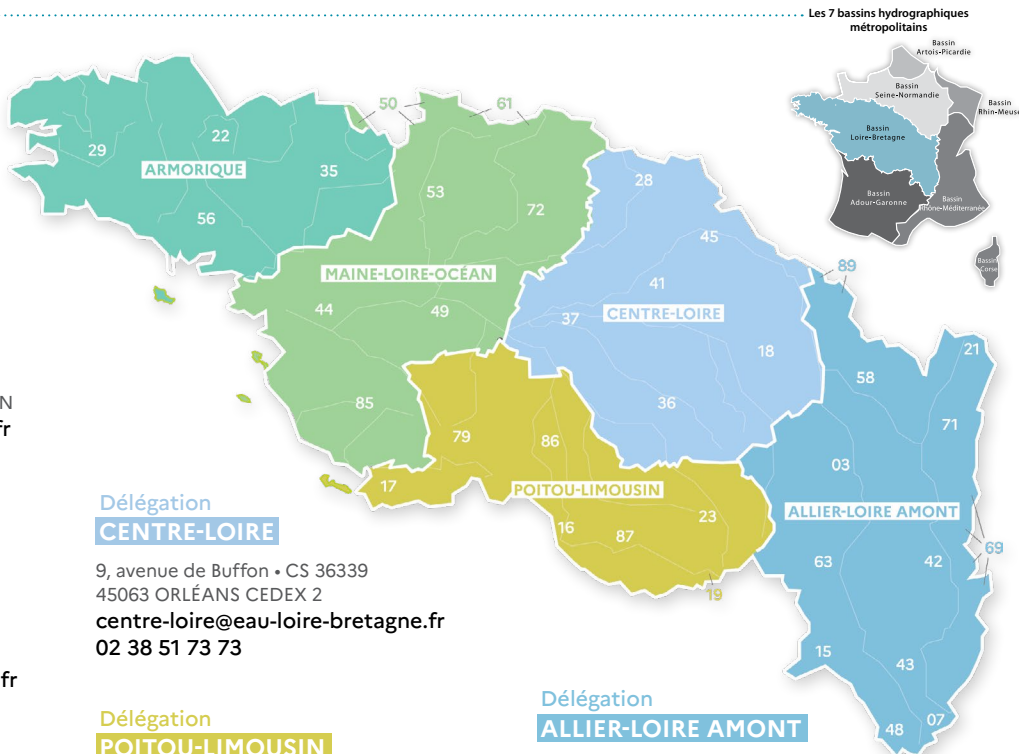 Les 7 bassins hydrographiques
métropolitains
Bassin
Artois-Picardie
Bassin
Seine-Normandie
Bassin
Rhin-Meuse
Bassin
Loire-Bretagne
Bassin
Adour-Garonne
Bassin
Rhône-Méditerranée
Bassin
Corse
50
61
29
22
35
ARMORIQUE
56
53
72
28
45
MAINE-LOIRE-OCÉAN
44
49
41
CENTRE-LOIRE
37
18
36
89
21
58
71
85
79
86
17
POITOU-LIMOUSIN
16
87
23
19
03
ALLIER-LOIRE AMONT
63
42
69
15
43
48
07
N
fr
Délégation
CENTRE-LOIRE
9, avenue de Buffon • CS 36339
45063 ORLÉANS CEDEX 2
centre-loire@eau-loire-bretagne.fr
02 38 51 73 73
fr
Délégation
POITOU-LIMOUSIN
Délégation
ALLIER-LOIRE AMONT